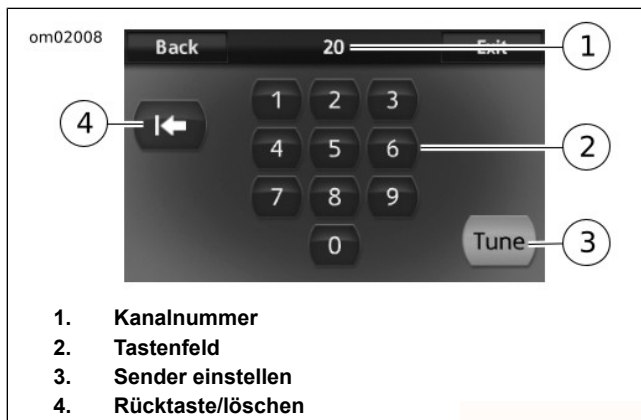 om02008
Back 20 Exit 1
4 1 2 3
4 5 6 2
7 8 9
0 Tune 3
1. Kanalnummer
2. Tastenfeld
3. Sender einstellen
4. Rücktaste/löschen